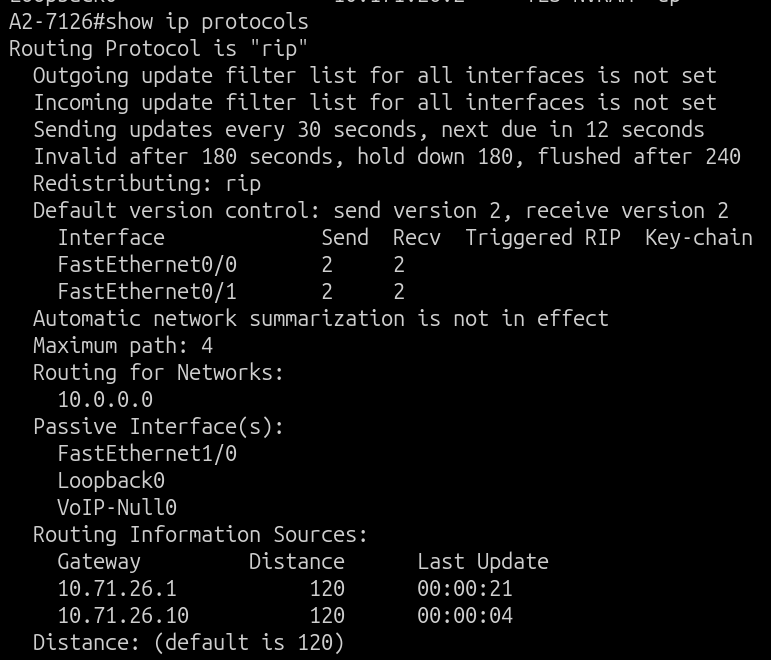 A2-7126#show ip protocols
Routing Protocol is "rip"
  Outgoing update filter list for all interfaces is not set
  Incoming update filter list for all interfaces is not set
  Sending updates every 30 seconds, next due in 12 seconds
  Invalid after 180 seconds, hold down 180, flushed after 240
  Redistributing: rip
  Default version control: send version 2, receive version 2
    Interface             Send  Recv  Triggered RIP  Key-chain
    FastEthernet0/0       2     2
    FastEthernet0/1       2     2
  Automatic network summarization is not in effect
  Maximum path: 4
  Routing for Networks:
    10.0.0.0
  Passive Interface(s):
    FastEthernet1/0
    Loopback0
    VoIP-Null0
  Routing Information Sources:
    Gateway         Distance      Last Update
    10.71.26.1           120      00:00:21
    10.71.26.10          120      00:00:04
  Distance: (default is 120)